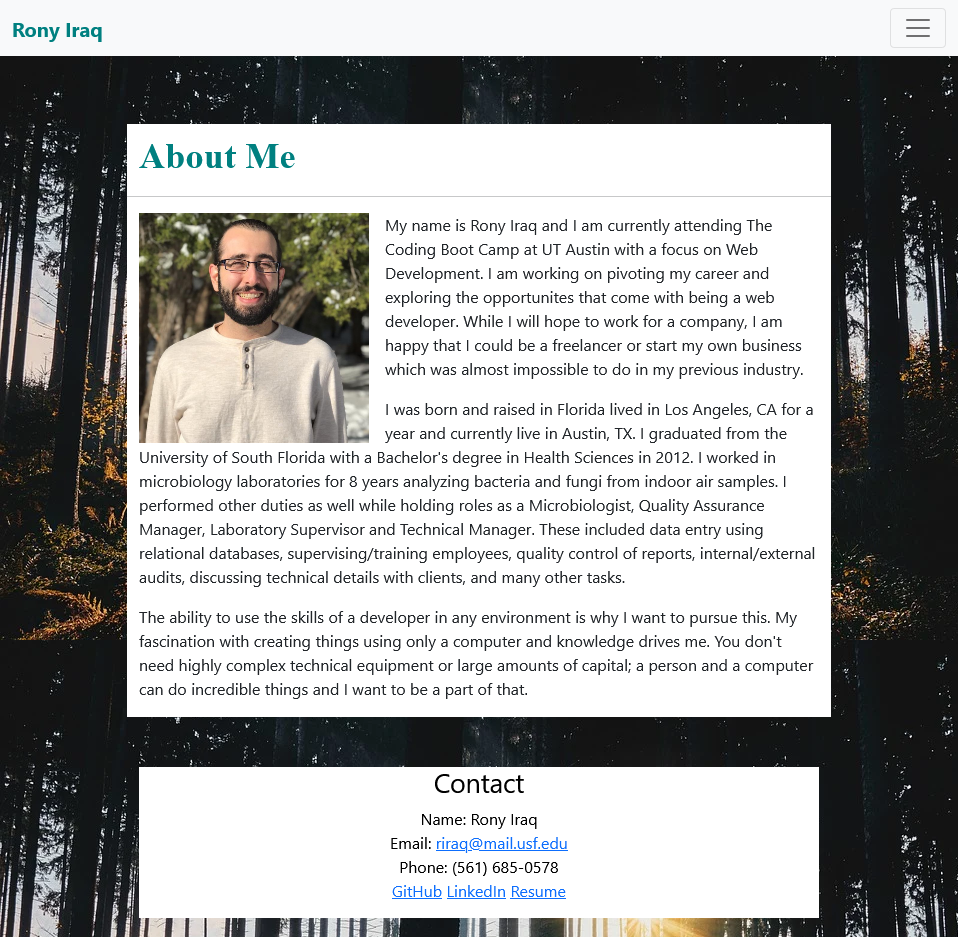 Rony Iraq
About Me
My name is Rony Iraq and I am currently attending The
Coding Boot Camp at UT Austin with a focus on Web
Development. I am working on pivoting my career and
exploring the opportunites that come with being a web
developer. While I will hope to work for a company, I am
happy that I could be a freelancer or start my own business
which was almost impossible to do in my previous industry.
I was born and raised in Florida lived in Los Angeles, CA for a
year and currently live in Austin, TX. I graduated from the
University of South Florida with a Bachelor's degree in Health Sciences in 2012. I worked in
microbiology laboratories for 8 years analyzing bacteria and fungi from indoor air samples. I
performed other duties as well while holding roles as a Microbiologist, Quality Assurance
Manager, Laboratory Supervisor and Technical Manager. These included data entry using
relational databases, supervising/training employees, quality control of reports, internal/external
audits, discussing technical details with clients, and many other tasks.
The ability to use the skills of a developer in any environment is why I want to pursue this. My
fascination with creating things using only a computer and knowledge drives me. You don't
need highly complex technical equipment or large amounts of capital; a person and a computer
can do incredible things and I want to be a part of that.
Contact
Name: Rony Iraq
Email: riraq@mail.usf.edu
Phone: (561) 685-0578
GitHub LinkedIn Resume